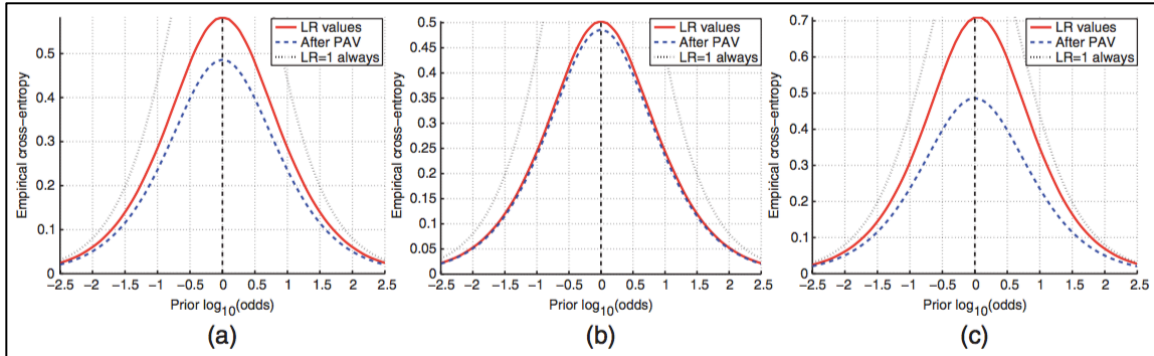 LR values
After PAV
LR=1 always
Empirical cross-entropy
0.5
0.4
0.3
0.2
0.1
0
−2.5 −2 −1.5 −1 −0.5 0 0.5 1 1.5 2 2.5
Prior log10(odds)
(a)
LR values
After PAV
LR=1 always
Empirical cross-entropy
0.5
0.45
0.4
0.35
0.3
0.25
0.2
0.15
0.1
0.05
0
−2.5 −2 −1.5 −1 −0.5 0 0.5 1 1.5 2 2.5
Prior log10(odds)
(b)
LR values
After PAV
LR=1 always
Empirical cross-entropy
0.7
0.6
0.5
0.4
0.3
0.2
0.1
0
−2.5 −2 −1.5 −1 −0.5 0 0.5 1 1.5 2 2.5
Prior log10(odds)
(c)